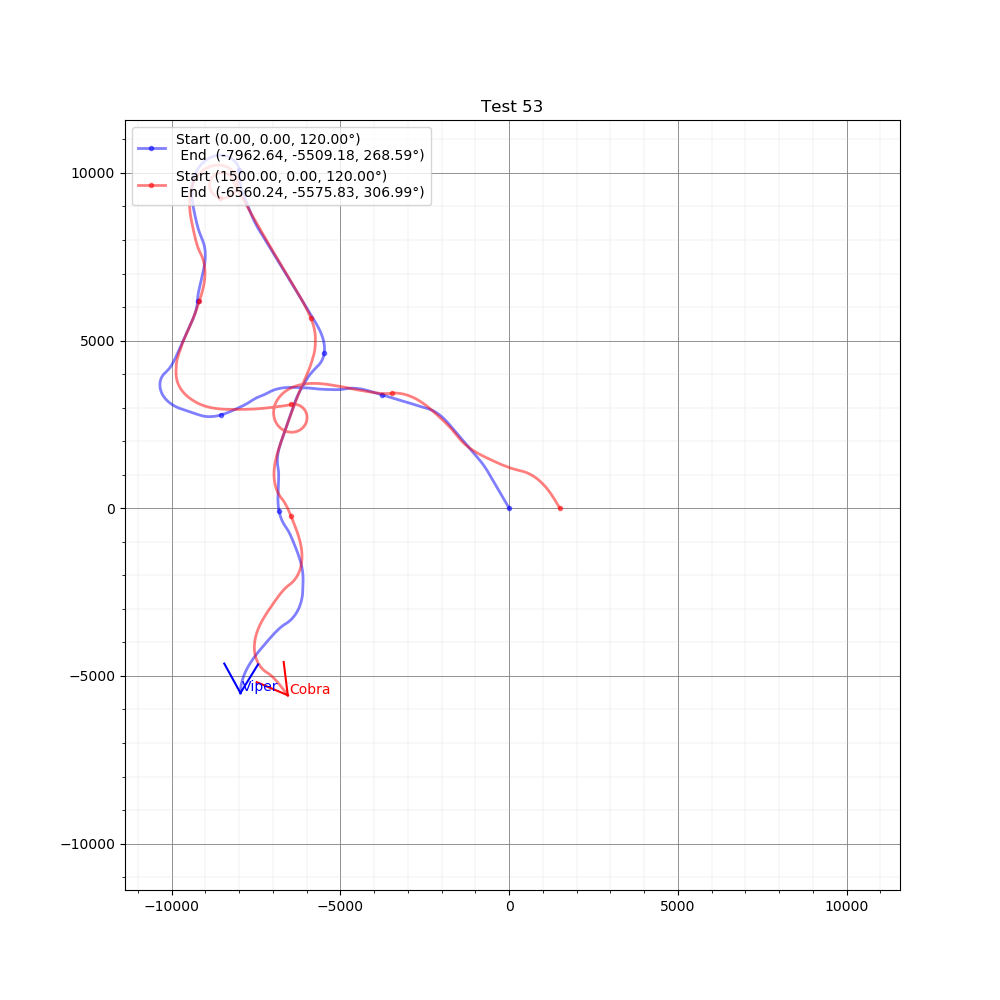 Test 53
Start (0.00, 0.00, 120.00°)
End  (-7962.64, -5509.18, 268.59°)
Start (1500.00, 0.00, 120.00°)
End  (-6560.24, -5575.83, 306.99°)
10000
5000
0
−5000
−10000
Viper
Cobra
−10000
−5000
0
5000
10000